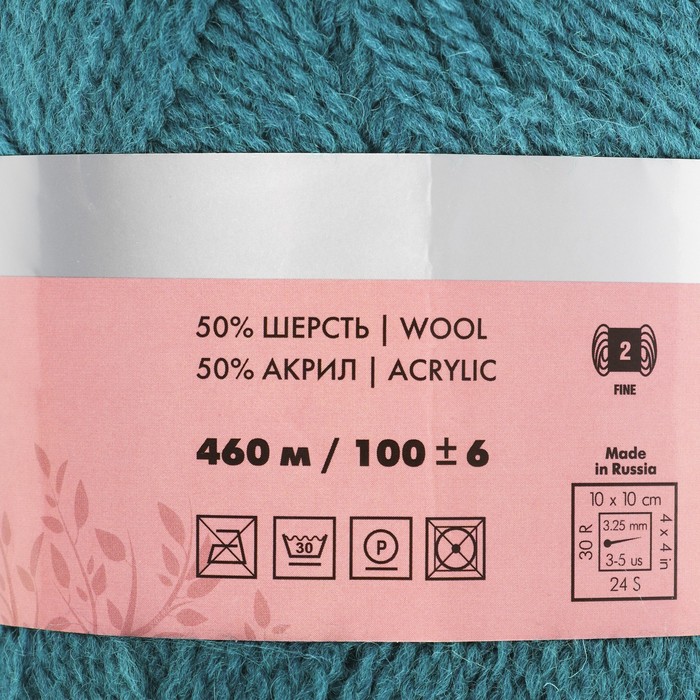 50% ШЕРСТЬ | WOOL
50% АКРИЛ | ACRYLIC
460 м / 100 ± 6
30
P
2
FINE
Made
in Russia
10 x 10 cm
30 R
3.25 mm
3-5 us
4 x 4 in
24 S